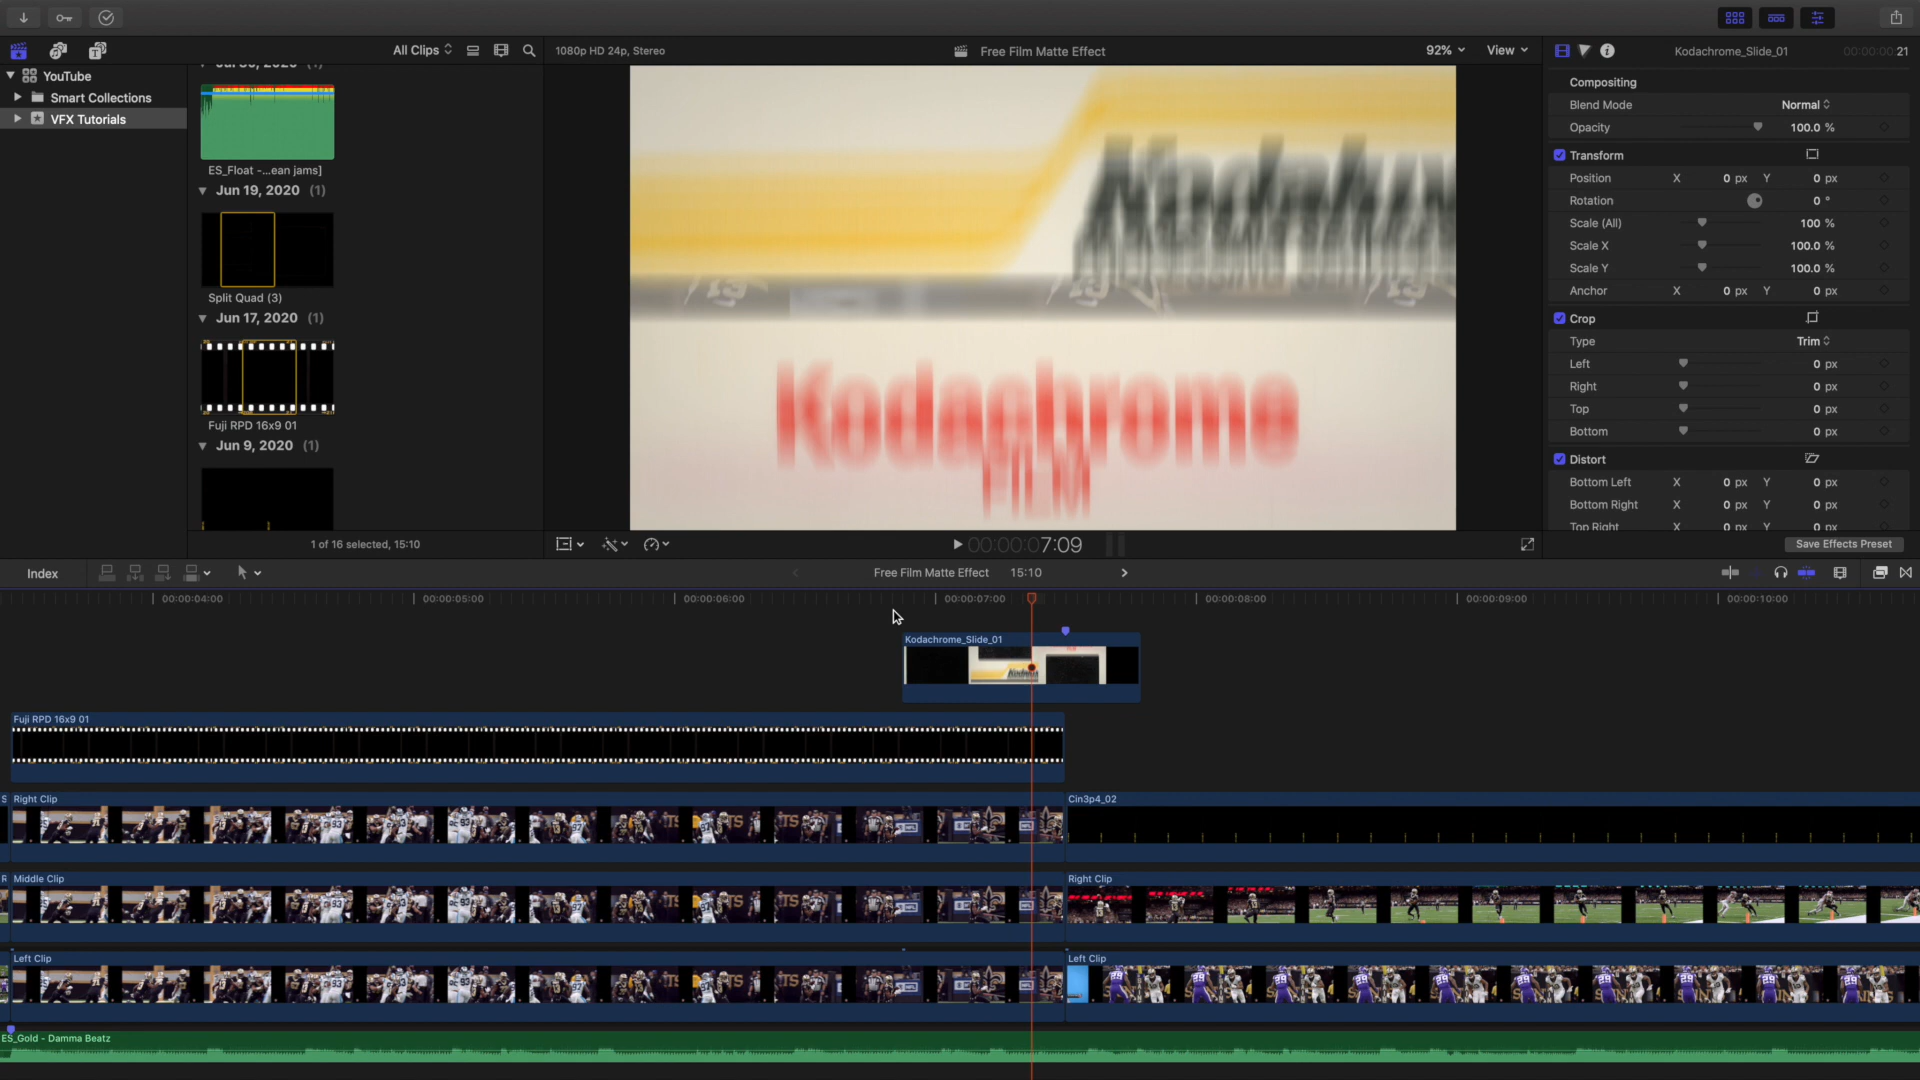 All Clips
1080p HD 24p, Stereo
Free Film Matte Effect
92%
View
Kodachrome_Slide_01
00:00:00:21
YouTube
Smart Collections
VFX Tutorials
ES_Float -...ean jams]
Jun 19, 2020 (1)
Split Quad (3)
Jun 17, 2020 (1)
Fuji RPD 16x9 01
Jun 9, 2020 (1)
1 of 16 selected, 15:10
Kodachrome
FILM
00:00:07:09
Compositing
Blend Mode Normal
Opacity 100.0 %
Transform
Position X 0 px Y 0 px
Rotation 0 °
Scale (All) 100 %
Scale X 100.0 %
Scale Y 100.0 %
Anchor X 0 px Y 0 px
Crop
Type Trim
Left 0 px
Right 0 px
Top 0 px
Bottom 0 px
Distort
Bottom Left X 0 px Y 0 px
Bottom Right X 0 px Y 0 px
Top Right X 0 px Y 0 px
Save Effects Preset
Index
Free Film Matte Effect 15:10
00:00:04:00
00:00:05:00
00:00:06:00
00:00:07:00
00:00:08:00
00:00:09:00
00:00:10:00
Kodachrome_Slide_01
Fuji RPD 16x9 01
S Right Clip
Cin3p4_02
R Middle Clip
Right Clip
Left Clip
Left Clip
ES_Gold - Damma Beatz